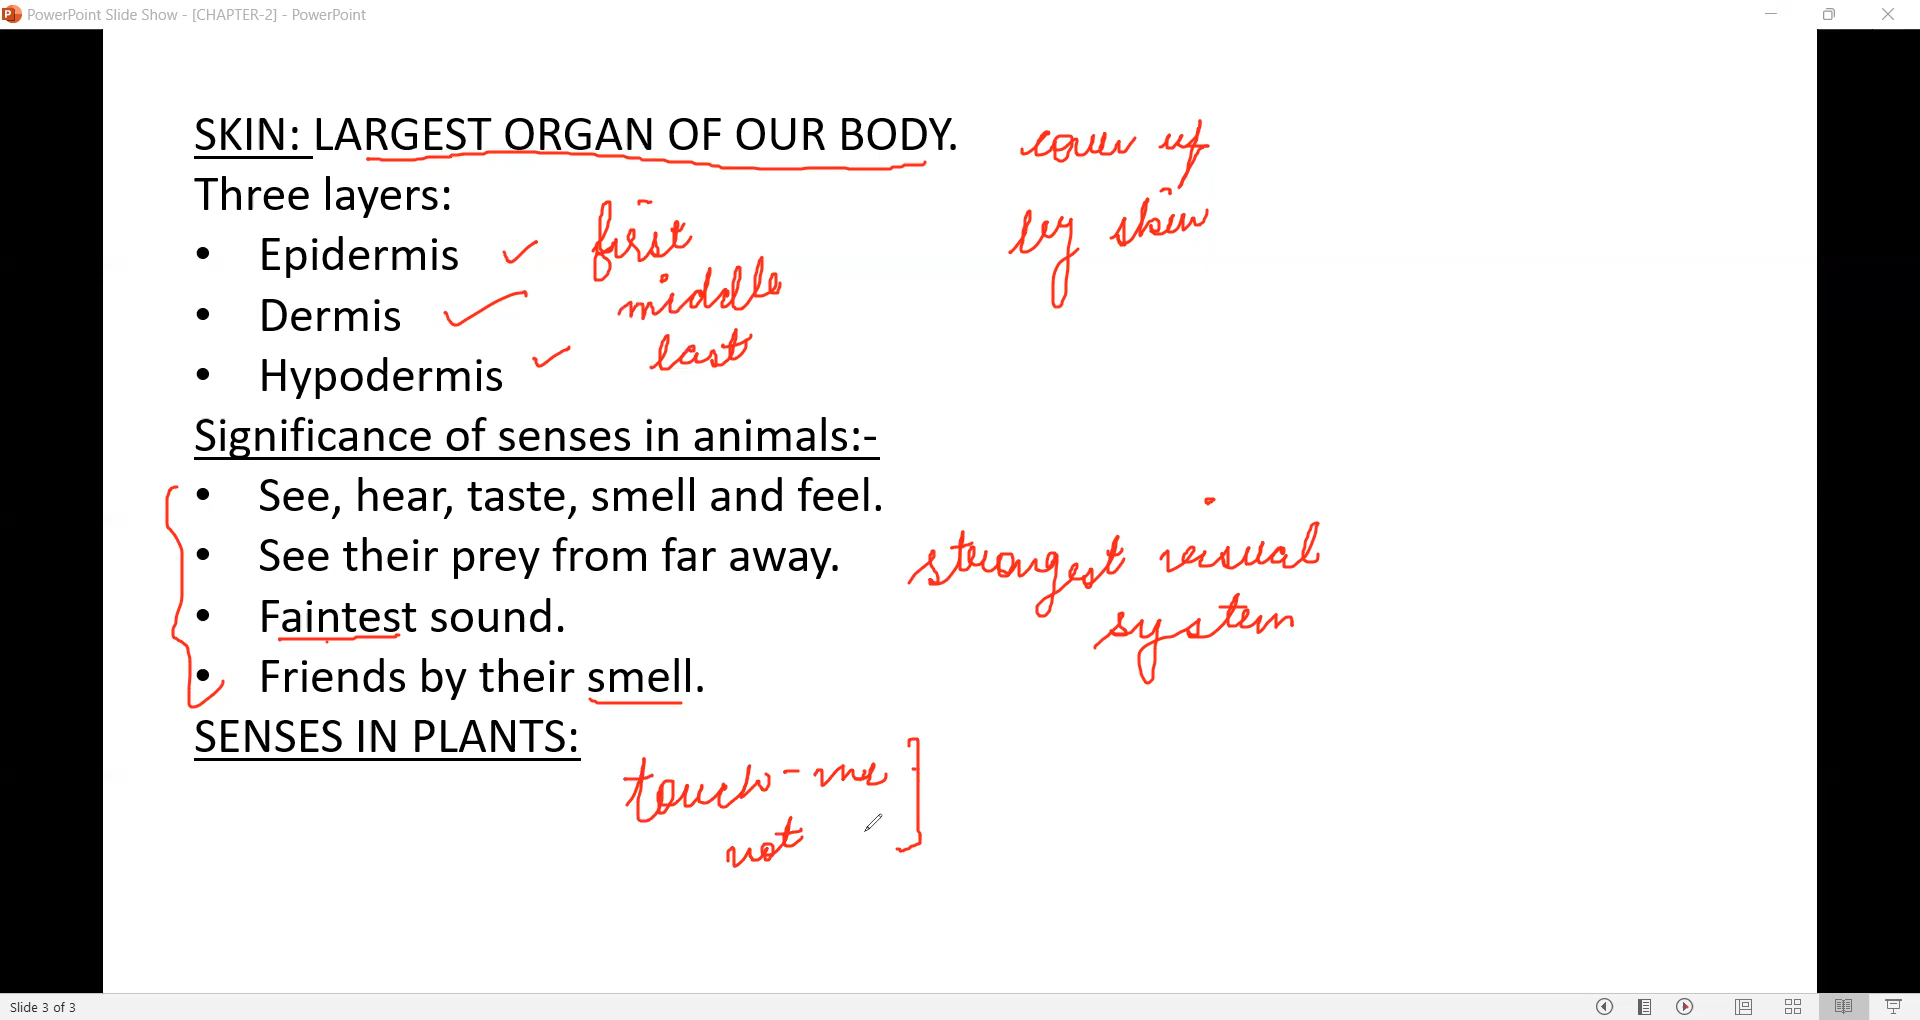 PowerPoint Slide Show - [CHAPTER-2] - PowerPoint
SKIN: LARGEST ORGAN OF OUR BODY.
cover up
by skin
Three layers:
• Epidermis
first
• Dermis
middle
• Hypodermis
last
Significance of senses in animals:-
• See, hear, taste, smell and feel.
• See their prey from far away.
strongest visual
system
• Faintest sound.
• Friends by their smell.
SENSES IN PLANTS:
touch-me
not
Slide 3 of 3